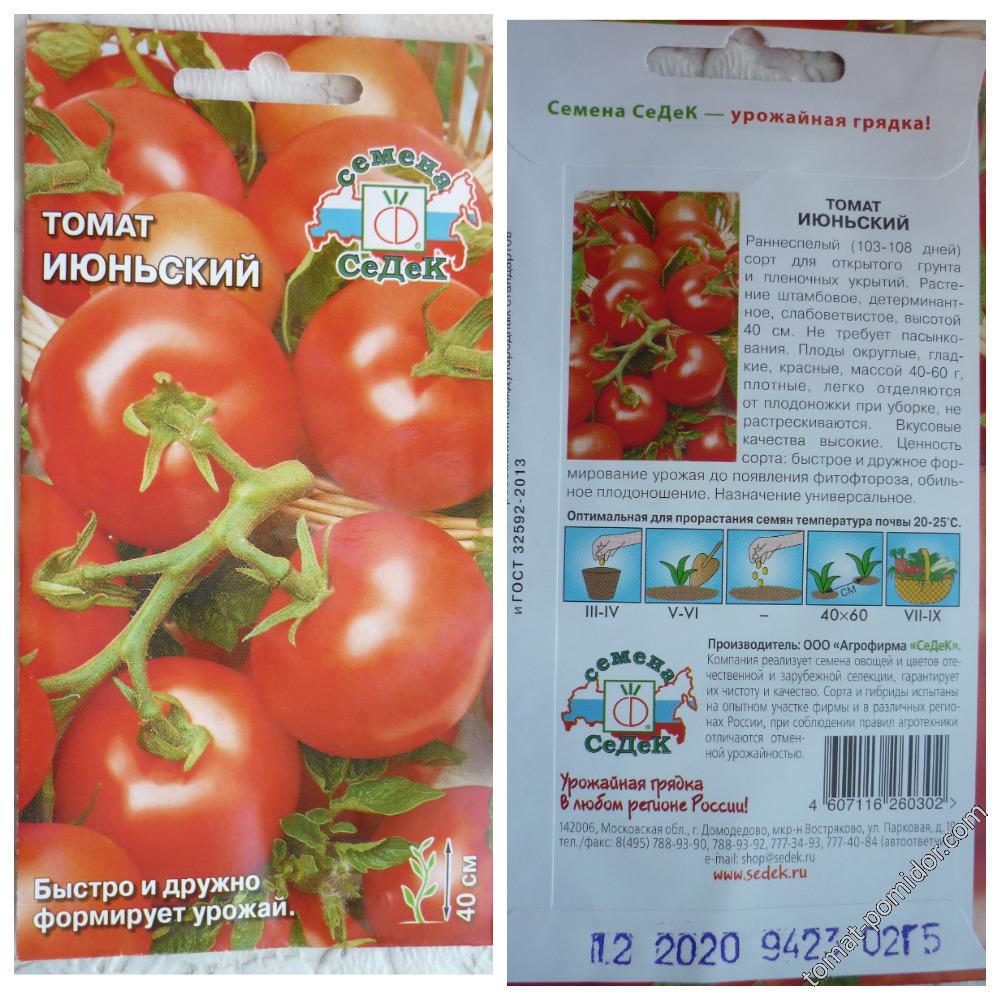 семена
СеДеК
ТОМАТ
ИЮНЬСКИЙ
Быстро и дружно
формирует урожай.
40 см
Семена СеДеК — урожайная грядка!
ТОМАТ
ИЮНЬСКИЙ
Раннеспелый (103-108 дней)
сорт для открытого грунта
и пленочных укрытий. Расте-
ние штамбовое, детерминант-
ное, слабоветвистое, высотой
40 см. Не требует пасынко-
вания. Плоды округлые, глад-
кие, красные, массой 40-60 г,
плотные, легко отделяются
от плодоножки при уборке, не
растрескиваются. Вкусовые
качества высокие. Ценность
сорта: быстрое и дружное фор-
мирование урожая до появления фитофтороза, обиль-
ное плодоношение. Назначение универсальное.
Оптимальная для прорастания семян температура почвы 20-25°С.
см
III-IV V-VI – 40×60 VII-IX
международных стандартов
и ГОСТ 32592-2013
Производитель: ООО «Агрофирма «СеДеК».
Компания реализует семена овощей и цветов оте-
чественной и зарубежной селекции, гарантирует
их чистоту и качество. Сорта и гибриды испытаны
на опытном участке фирмы и в различных регио-
нах России, при соблюдении правил агротехники
отличаются отмен-
ной урожайностью.
семена
СеДеК
Урожайная грядка
в любом регионе России!
4 607116 260302 >
142006, Московская обл., г. Домодедово, мкр-н Востряково, ул. Парковая, д.
тел./факс: 8(495) 788-93-90, 788-93-92, 777-34-93, 777-40-84 (автоответчик)
e-mail: shop@sedek.ru
www.sedek.ru
12 2020 9423 02Г5
tomat-pomidor.com